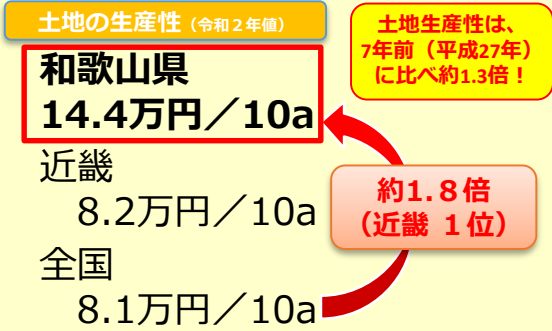 土地の生産性（令和２年値）
土地生産性は、
7年前（平成27年）
に比べ約1.3倍！
和歌山県
14.4万円／10a
近畿
8.2万円／10a
約1.８倍
（近畿 １位）
全国
8.1万円／10a